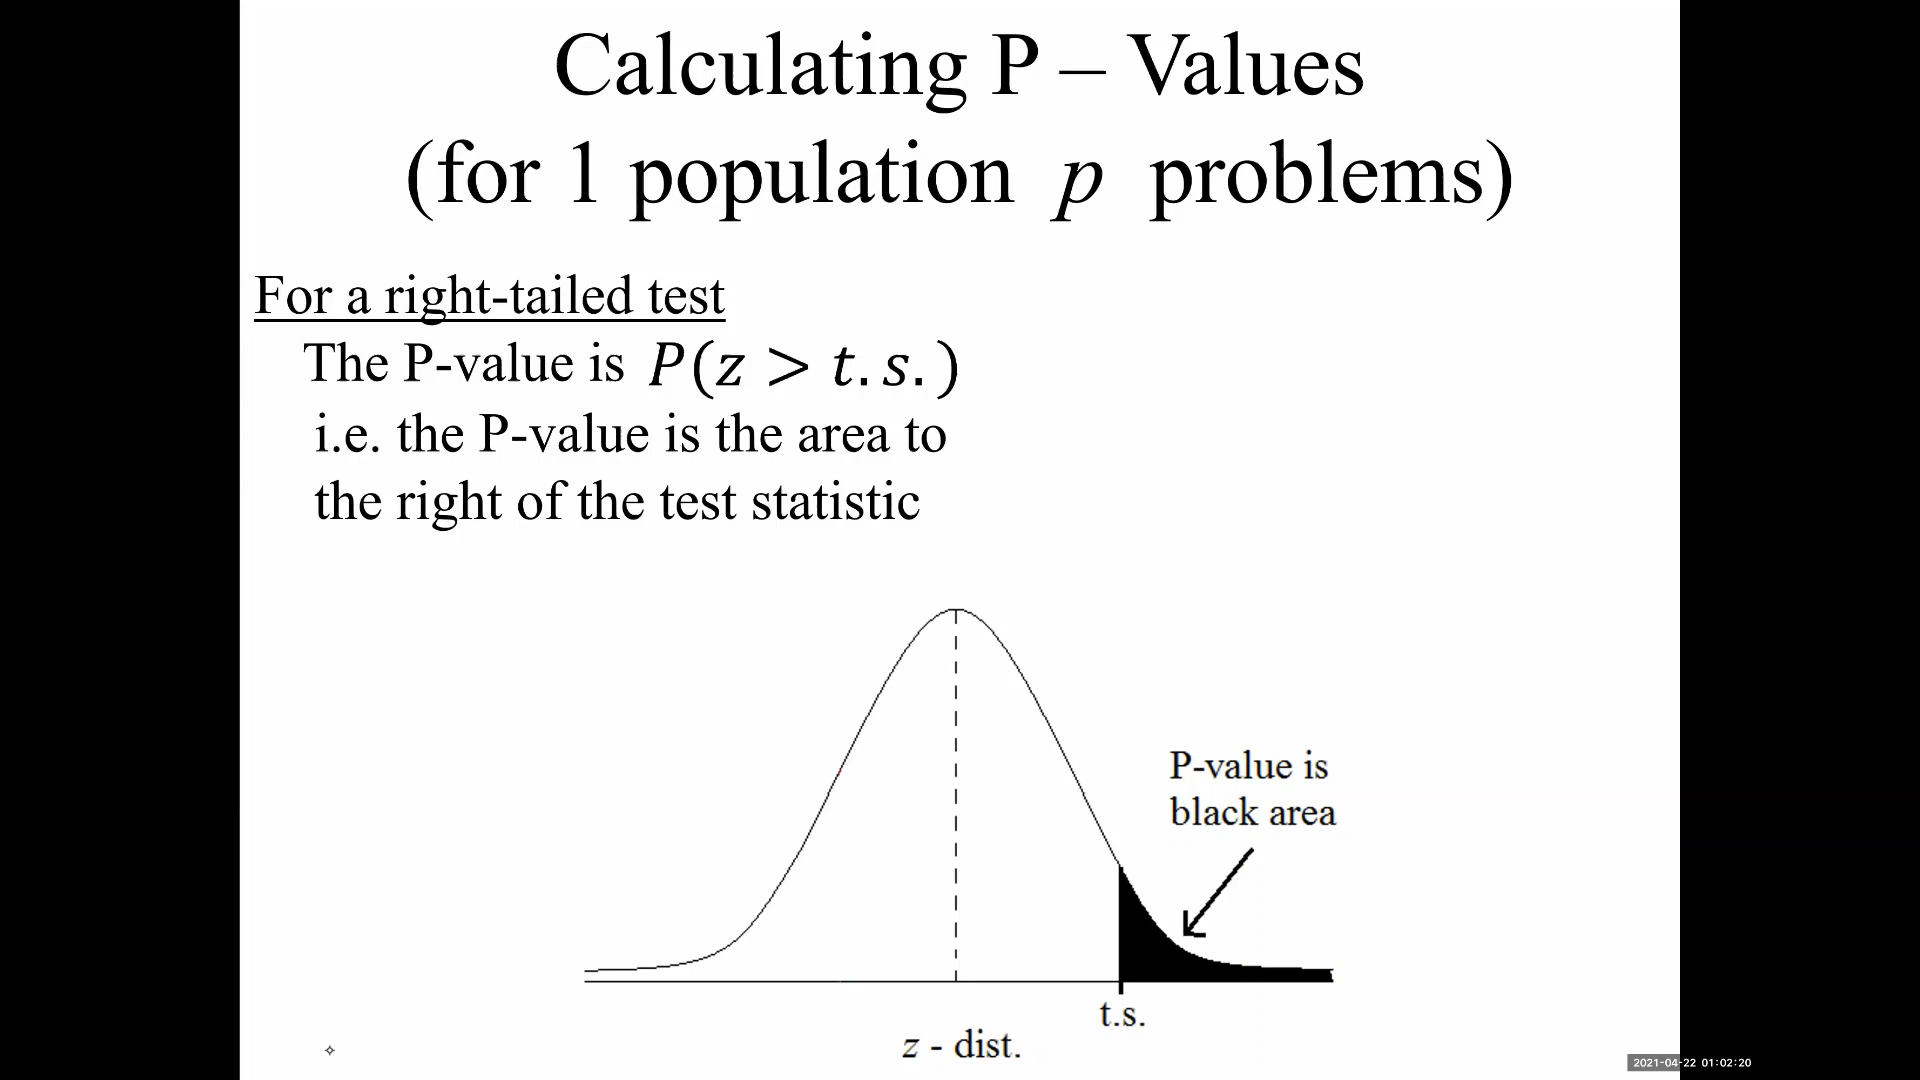 Calculating P – Values
(for 1 population p problems)
For a right-tailed test
The P-value is P(z > t.s.)
i.e. the P-value is the area to
the right of the test statistic
P-value is
black area
t.s.
z - dist.
2021-04-22 01:02:20